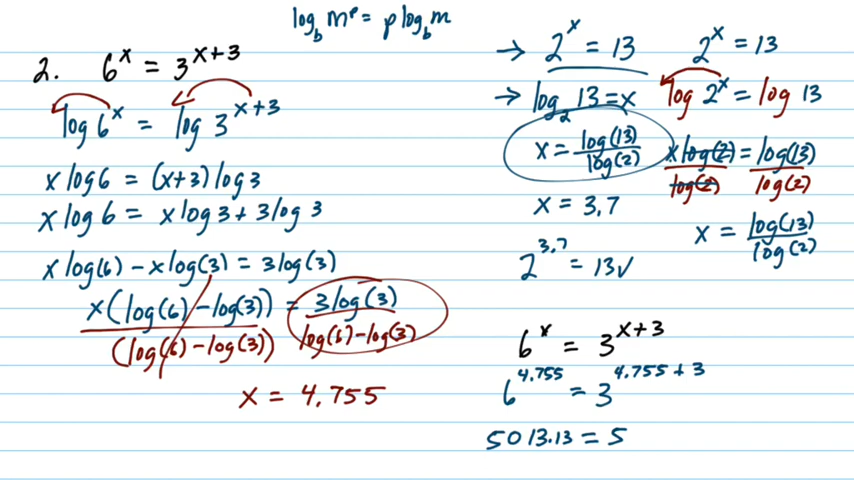 log_b m^p = p log_b m
2. 6^x = 3^(x+3)
log 6^x = log 3^(x+3)
x log 6 = (x+3) log 3
x log 6 = x log 3 + 3 log 3
x log(6) - x log(3) = 3 log(3)
x(log(6) - log(3)) = 3 log(3)
(log(6) - log(3)) log(6) - log(3)
x = 4.755
→ 2^x = 13
→ log_2 13 = x
x = log(13)/log(2)
x = 3.7
2^3.7 = 13 ✓
2^x = 13
log 2^x = log 13
x log(2) = log(13)
log(2) log(2)
x = log(13)/log(2)
6^x = 3^(x+3)
6^4.755 = 3^(4.755+3)
5013.13 = 5